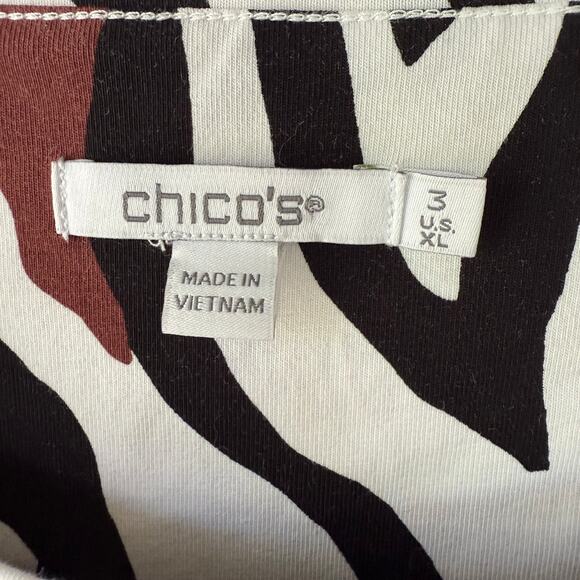 chico's®
3
U.S.
XL
MADE IN
VIETNAM